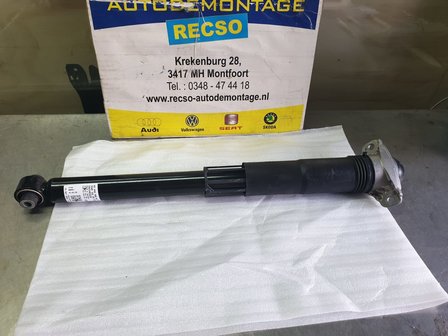 AUTODEMONTAGE
RECSO
Krekenburg 28,
3417 MH Montfoort
Tel. : 0348 - 47 44 18
www.recso-autodemontage.nl
Audi
Volkswagen
SEAT
SKODA